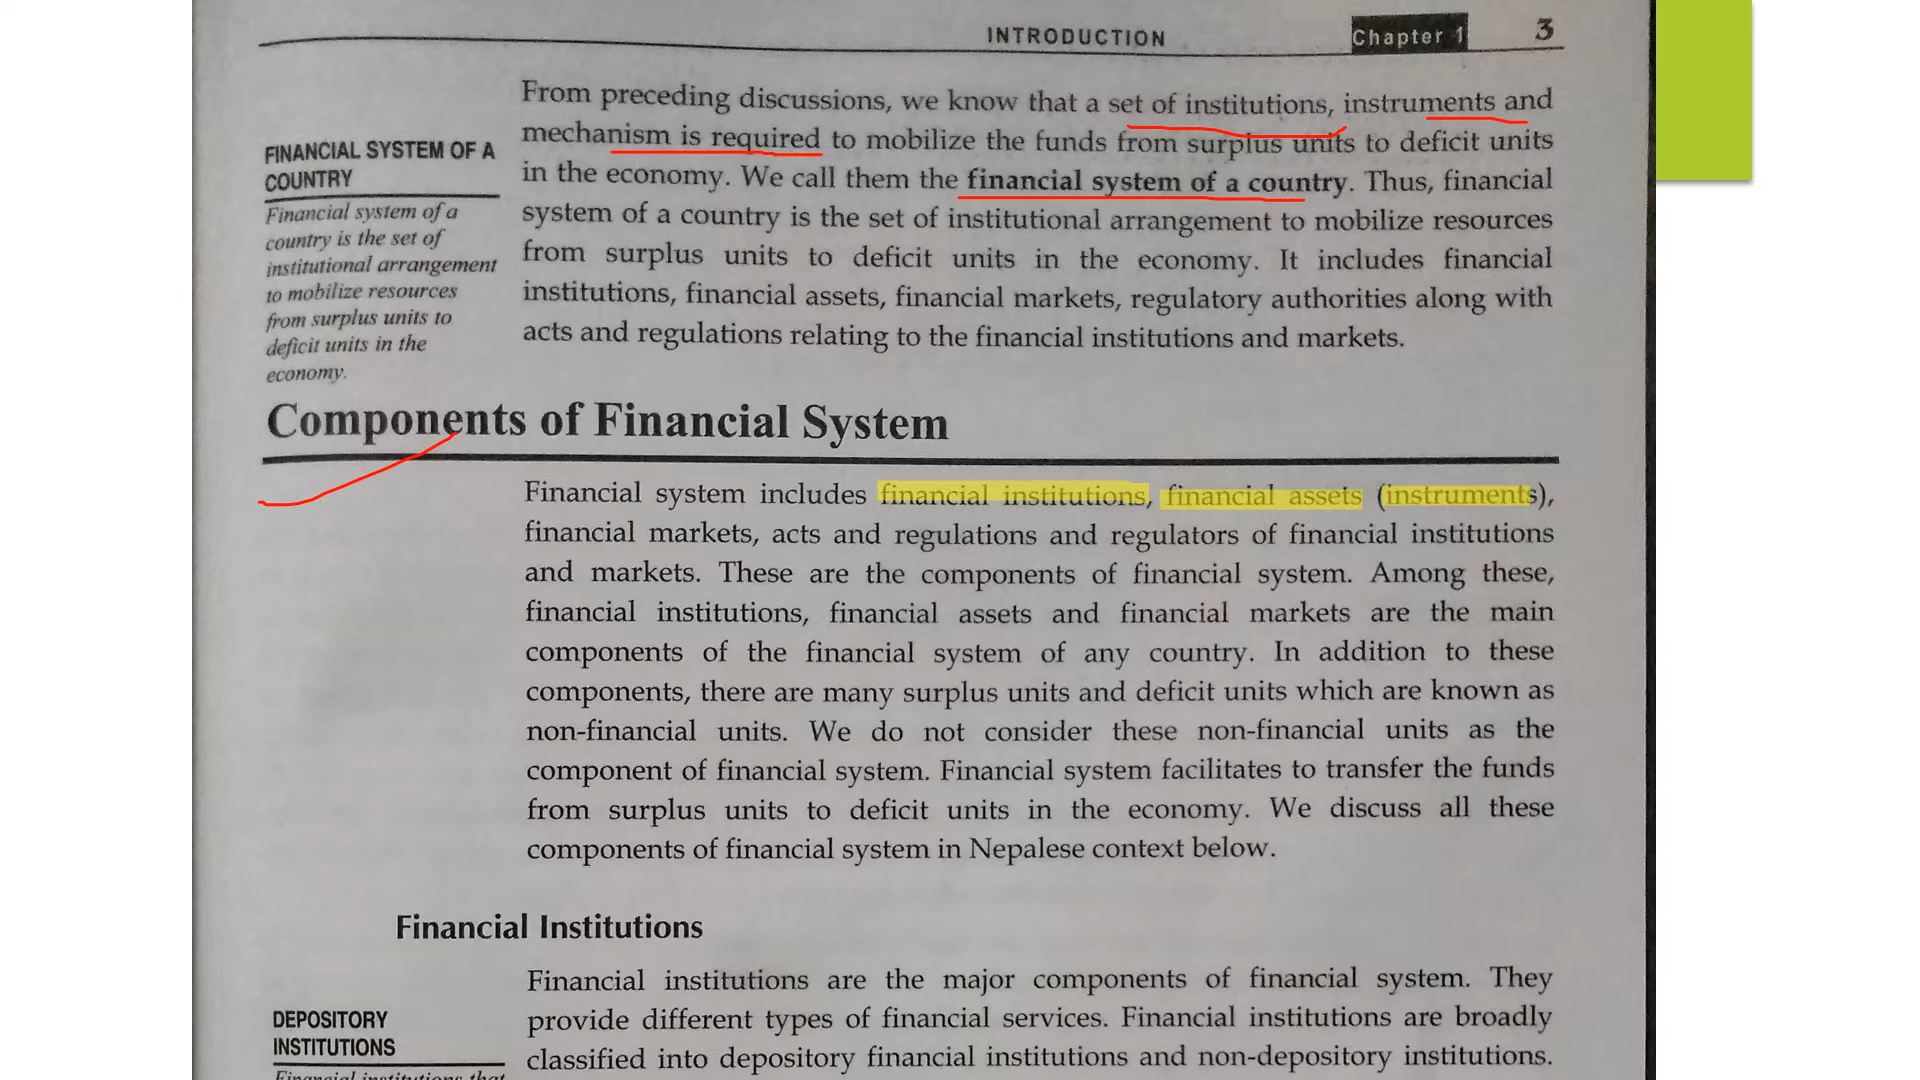 INTRODUCTION Chapter 1 3
From preceding discussions, we know that a set of institutions, instruments and
mechanism is required to mobilize the funds from surplus units to deficit units
in the economy. We call them the financial system of a country. Thus, financial
system of a country is the set of institutional arrangement to mobilize resources
from surplus units to deficit units in the economy. It includes financial
institutions, financial assets, financial markets, regulatory authorities along with
acts and regulations relating to the financial institutions and markets.
FINANCIAL SYSTEM OF A
COUNTRY
Financial system of a
country is the set of
institutional arrangement
to mobilize resources
from surplus units to
deficit units in the
economy.
Components of Financial System
Financial system includes financial institutions, financial assets (instruments),
financial markets, acts and regulations and regulators of financial institutions
and markets. These are the components of financial system. Among these,
financial institutions, financial assets and financial markets are the main
components of the financial system of any country. In addition to these
components, there are many surplus units and deficit units which are known as
non-financial units. We do not consider these non-financial units as the
component of financial system. Financial system facilitates to transfer the funds
from surplus units to deficit units in the economy. We discuss all these
components of financial system in Nepalese context below.
Financial Institutions
Financial institutions are the major components of financial system. They
provide different types of financial services. Financial institutions are broadly
classified into depository financial institutions and non-depository institutions.
DEPOSITORY
INSTITUTIONS
Financial institutions that